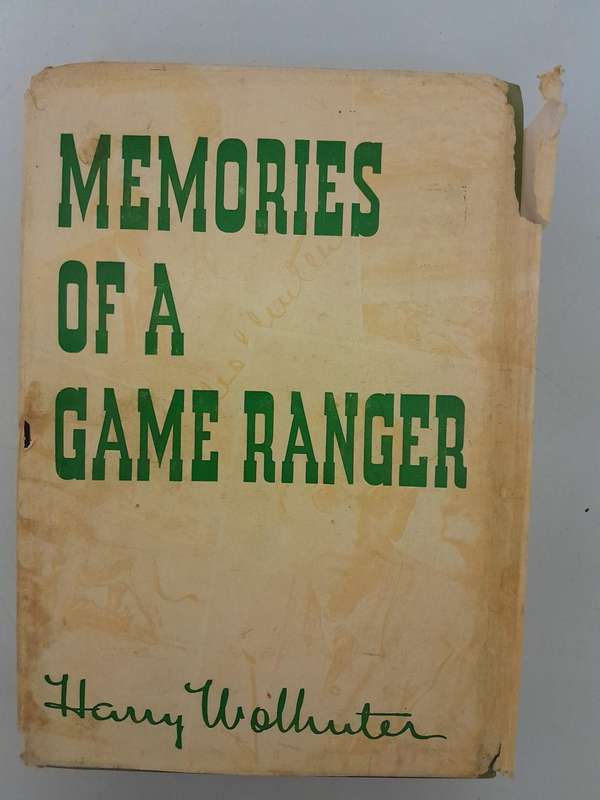 MEMORIES
OF A
GAME RANGER
Harry Wolhuter